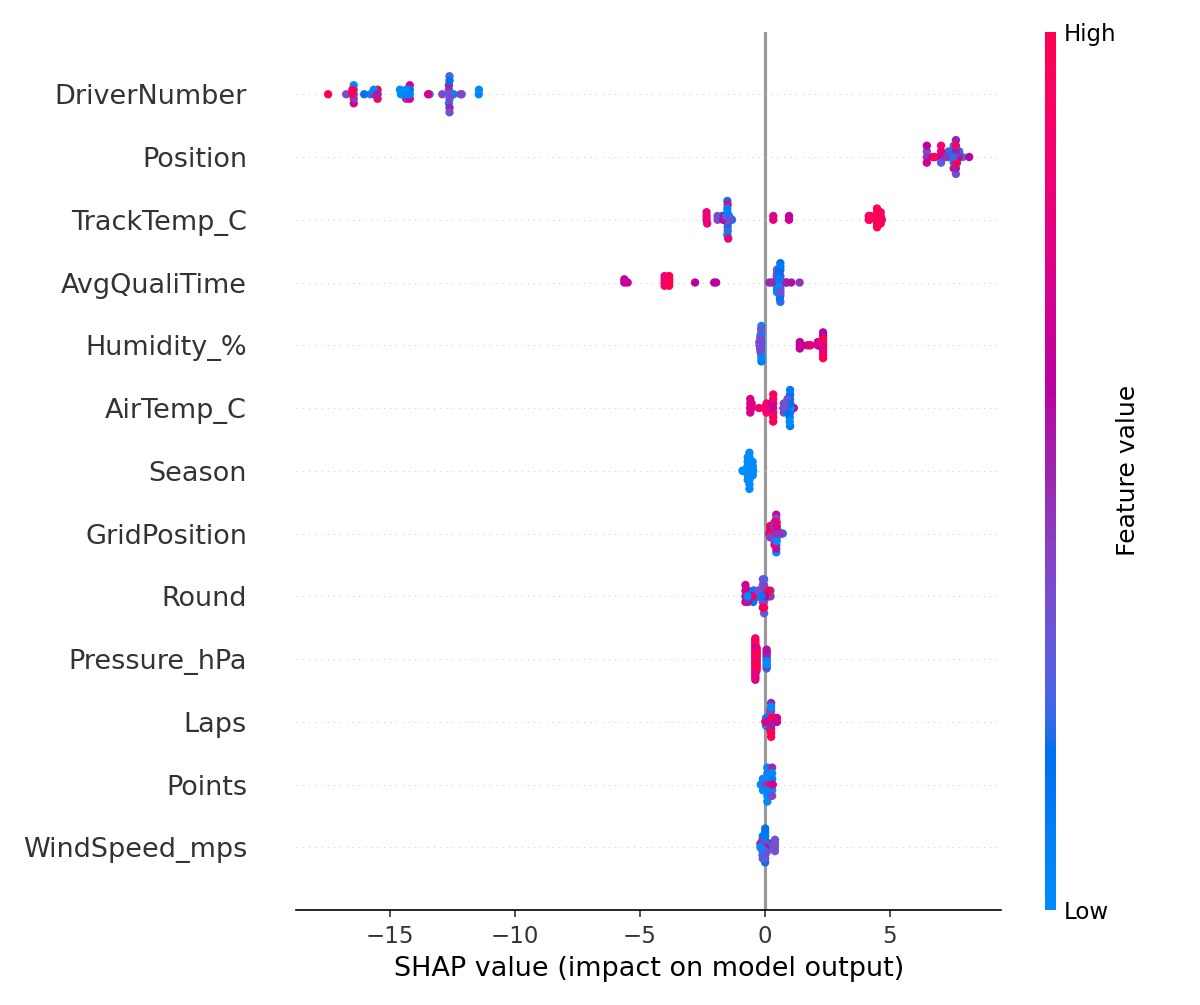 High
DriverNumber
Position
TrackTemp_C
AvgQualiTime
Humidity_%
AirTemp_C
Season
GridPosition
Round
Pressure_hPa
Laps
Points
WindSpeed_mps
Feature value
Low
−15 −10 −5 0 5
SHAP value (impact on model output)